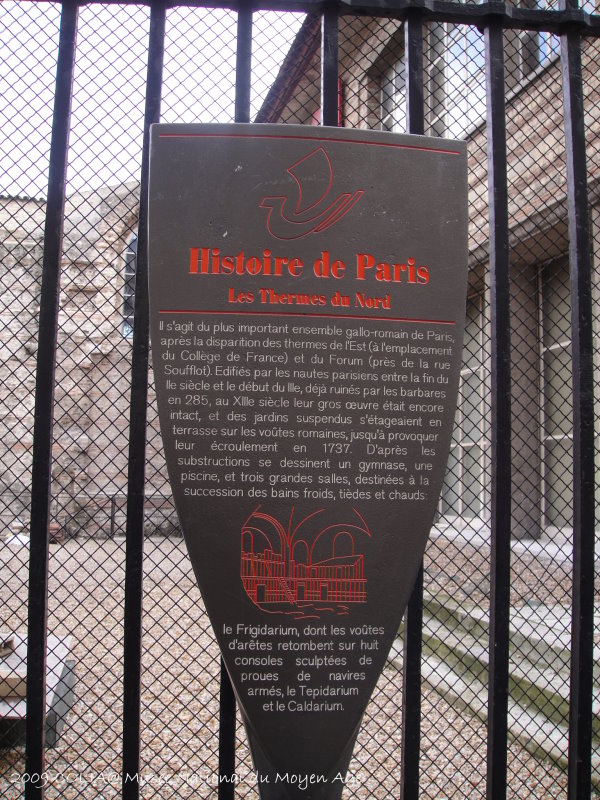 Histoire de Paris
Les Thermes du Nord
Il s'agit du plus important ensemble gallo-romain de Paris,
après la disparition des thermes de l'Est (à l'emplacement
du Collège de France) et du Forum (près de la rue
Soufflot). Edifiés par les nautes parisiens entre la fin du
IIe siècle et le début du IIIe, déjà ruinés par les barbares
en 285, au XIIIe siècle leur gros œuvre était encore
intact, et des jardins suspendus s'étageaient en
terrasse sur les voûtes romaines, jusqu'à provoquer
leur écroulement en 1737. D'après les
substructions se dessinent un gymnase, une
piscine, et trois grandes salles, destinées à la
succession des bains froids, tièdes et chauds:
le Frigidarium, dont les voûtes
d'arêtes retombent sur huit
consoles sculptées de
proues de navires
armés, le Tepidarium
et le Caldarium.
2009 @ Musée National du Moyen Age